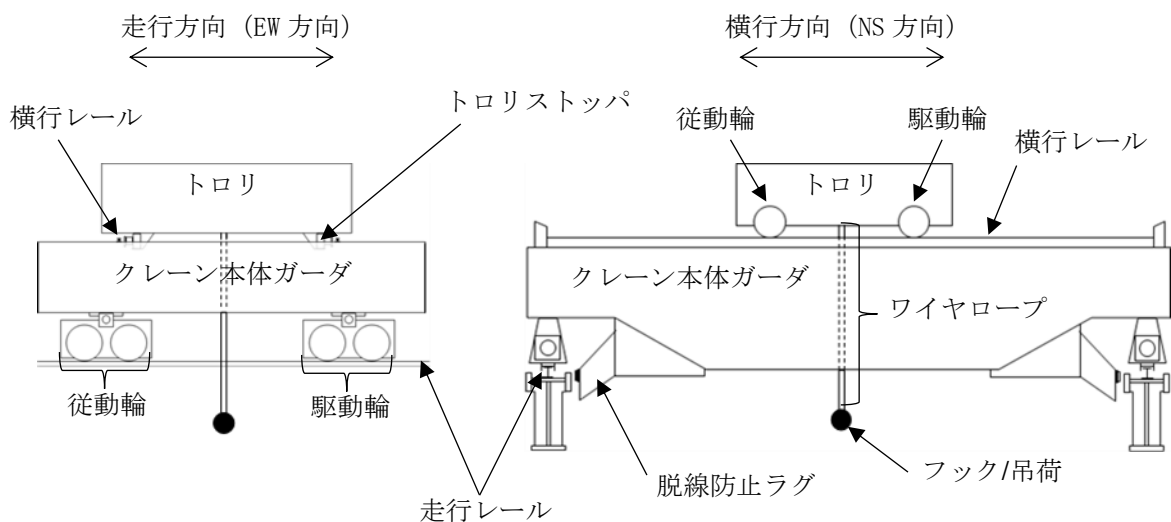 走行方向（EW 方向）
横行方向（NS 方向）
横行レール
トロリストッパ
従動輪
駆動輪
横行レール
トロリ
トロリ
クレーン本体ガーダ
クレーン本体ガーダ
ワイヤロープ
従動輪
駆動輪
走行レール
脱線防止ラグ
フック/吊荷